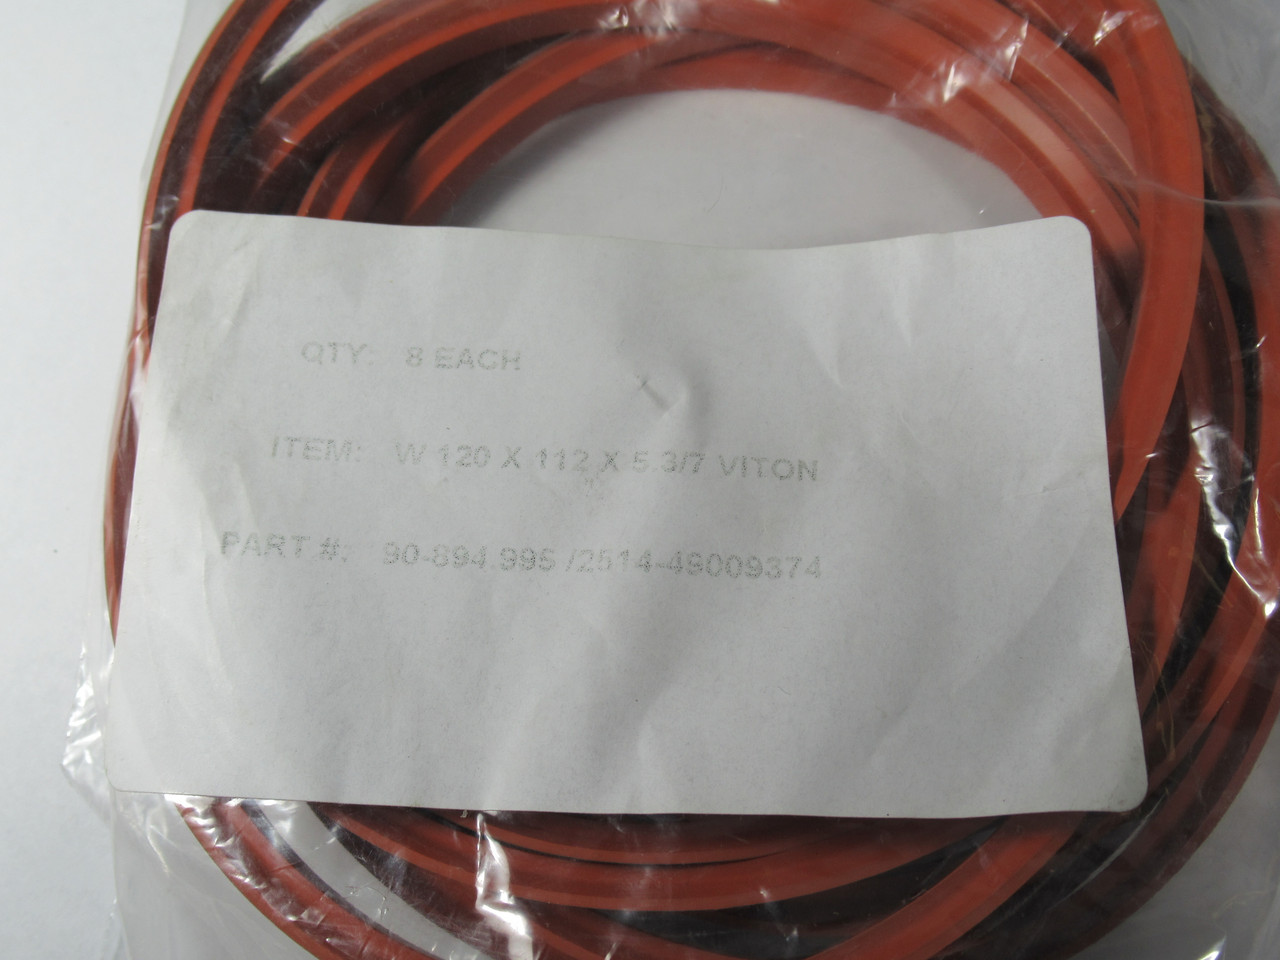 QTY: 8 EACH
ITEM: W 120 X 112 X 5.3/7 VITON
PART #: 90-894.995 /2514-49009374